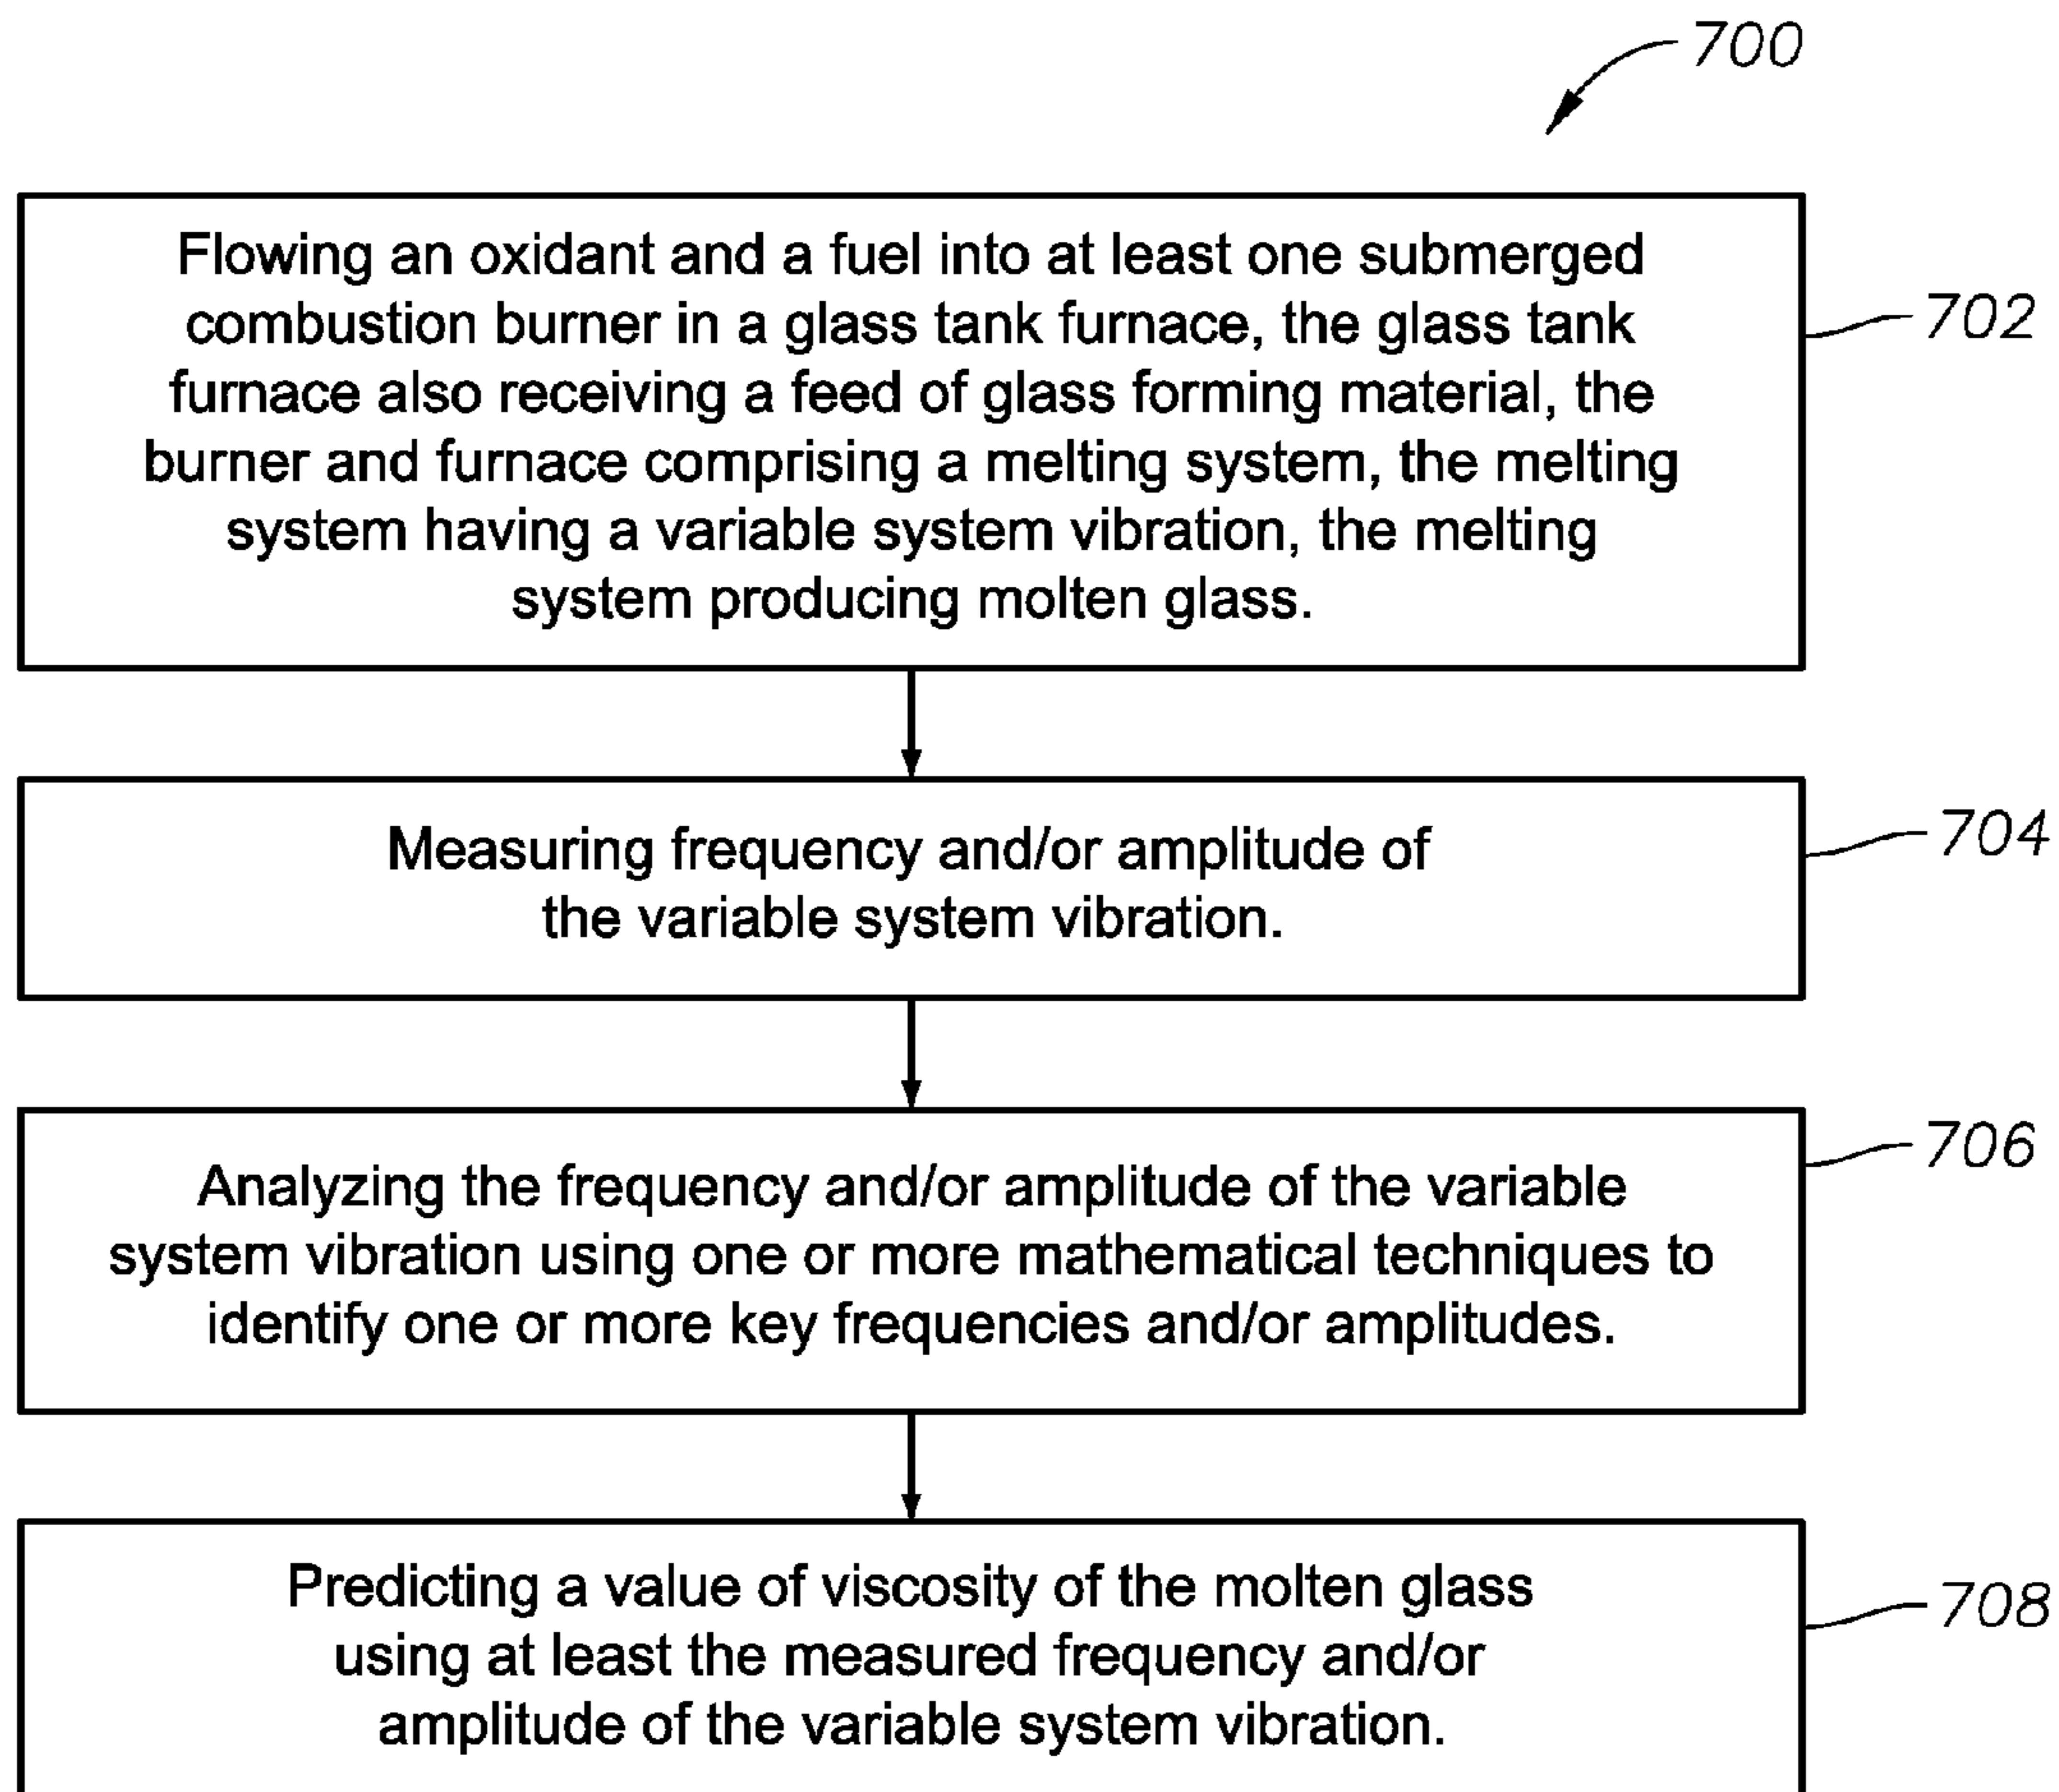 700
Flowing an oxidant and a fuel into at least one submerged
combustion burner in a glass tank furnace, the glass tank
furnace also receiving a feed of glass forming material, the
burner and furnace comprising a melting system, the melting
system having a variable system vibration, the melting
system producing molten glass.
702
Measuring frequency and/or amplitude of
the variable system vibration.
704
Analyzing the frequency and/or amplitude of the variable
system vibration using one or more mathematical techniques to
identify one or more key frequencies and/or amplitudes.
706
Predicting a value of viscosity of the molten glass
using at least the measured frequency and/or
amplitude of the variable system vibration.
708